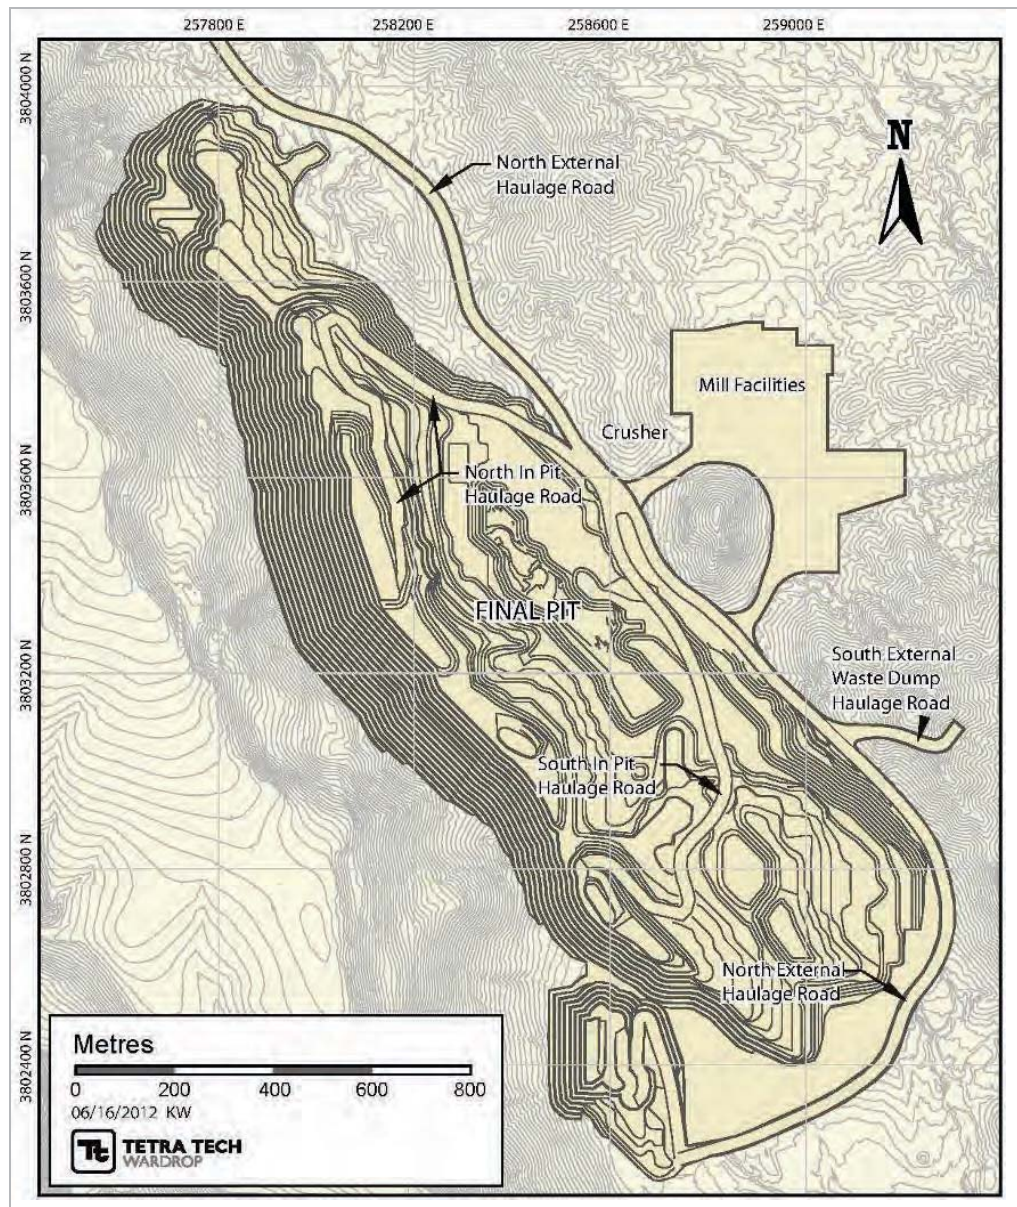 257800 E
258200 E
258600 E
259000 E
3804000 N
3803600 N
3803600 N
3803200 N
3802800 N
3802400 N
N
North External
Haulage Road
Mill Facilities
Crusher
North In Pit
Haulage Road
FINAL PIT
South External
Waste Dump
Haulage Road
South In Pit
Haulage Road
North External
Haulage Road
Metres
0 200 400 600 800
06/16/2012 KW
Tt TETRA TECH
WARDROP